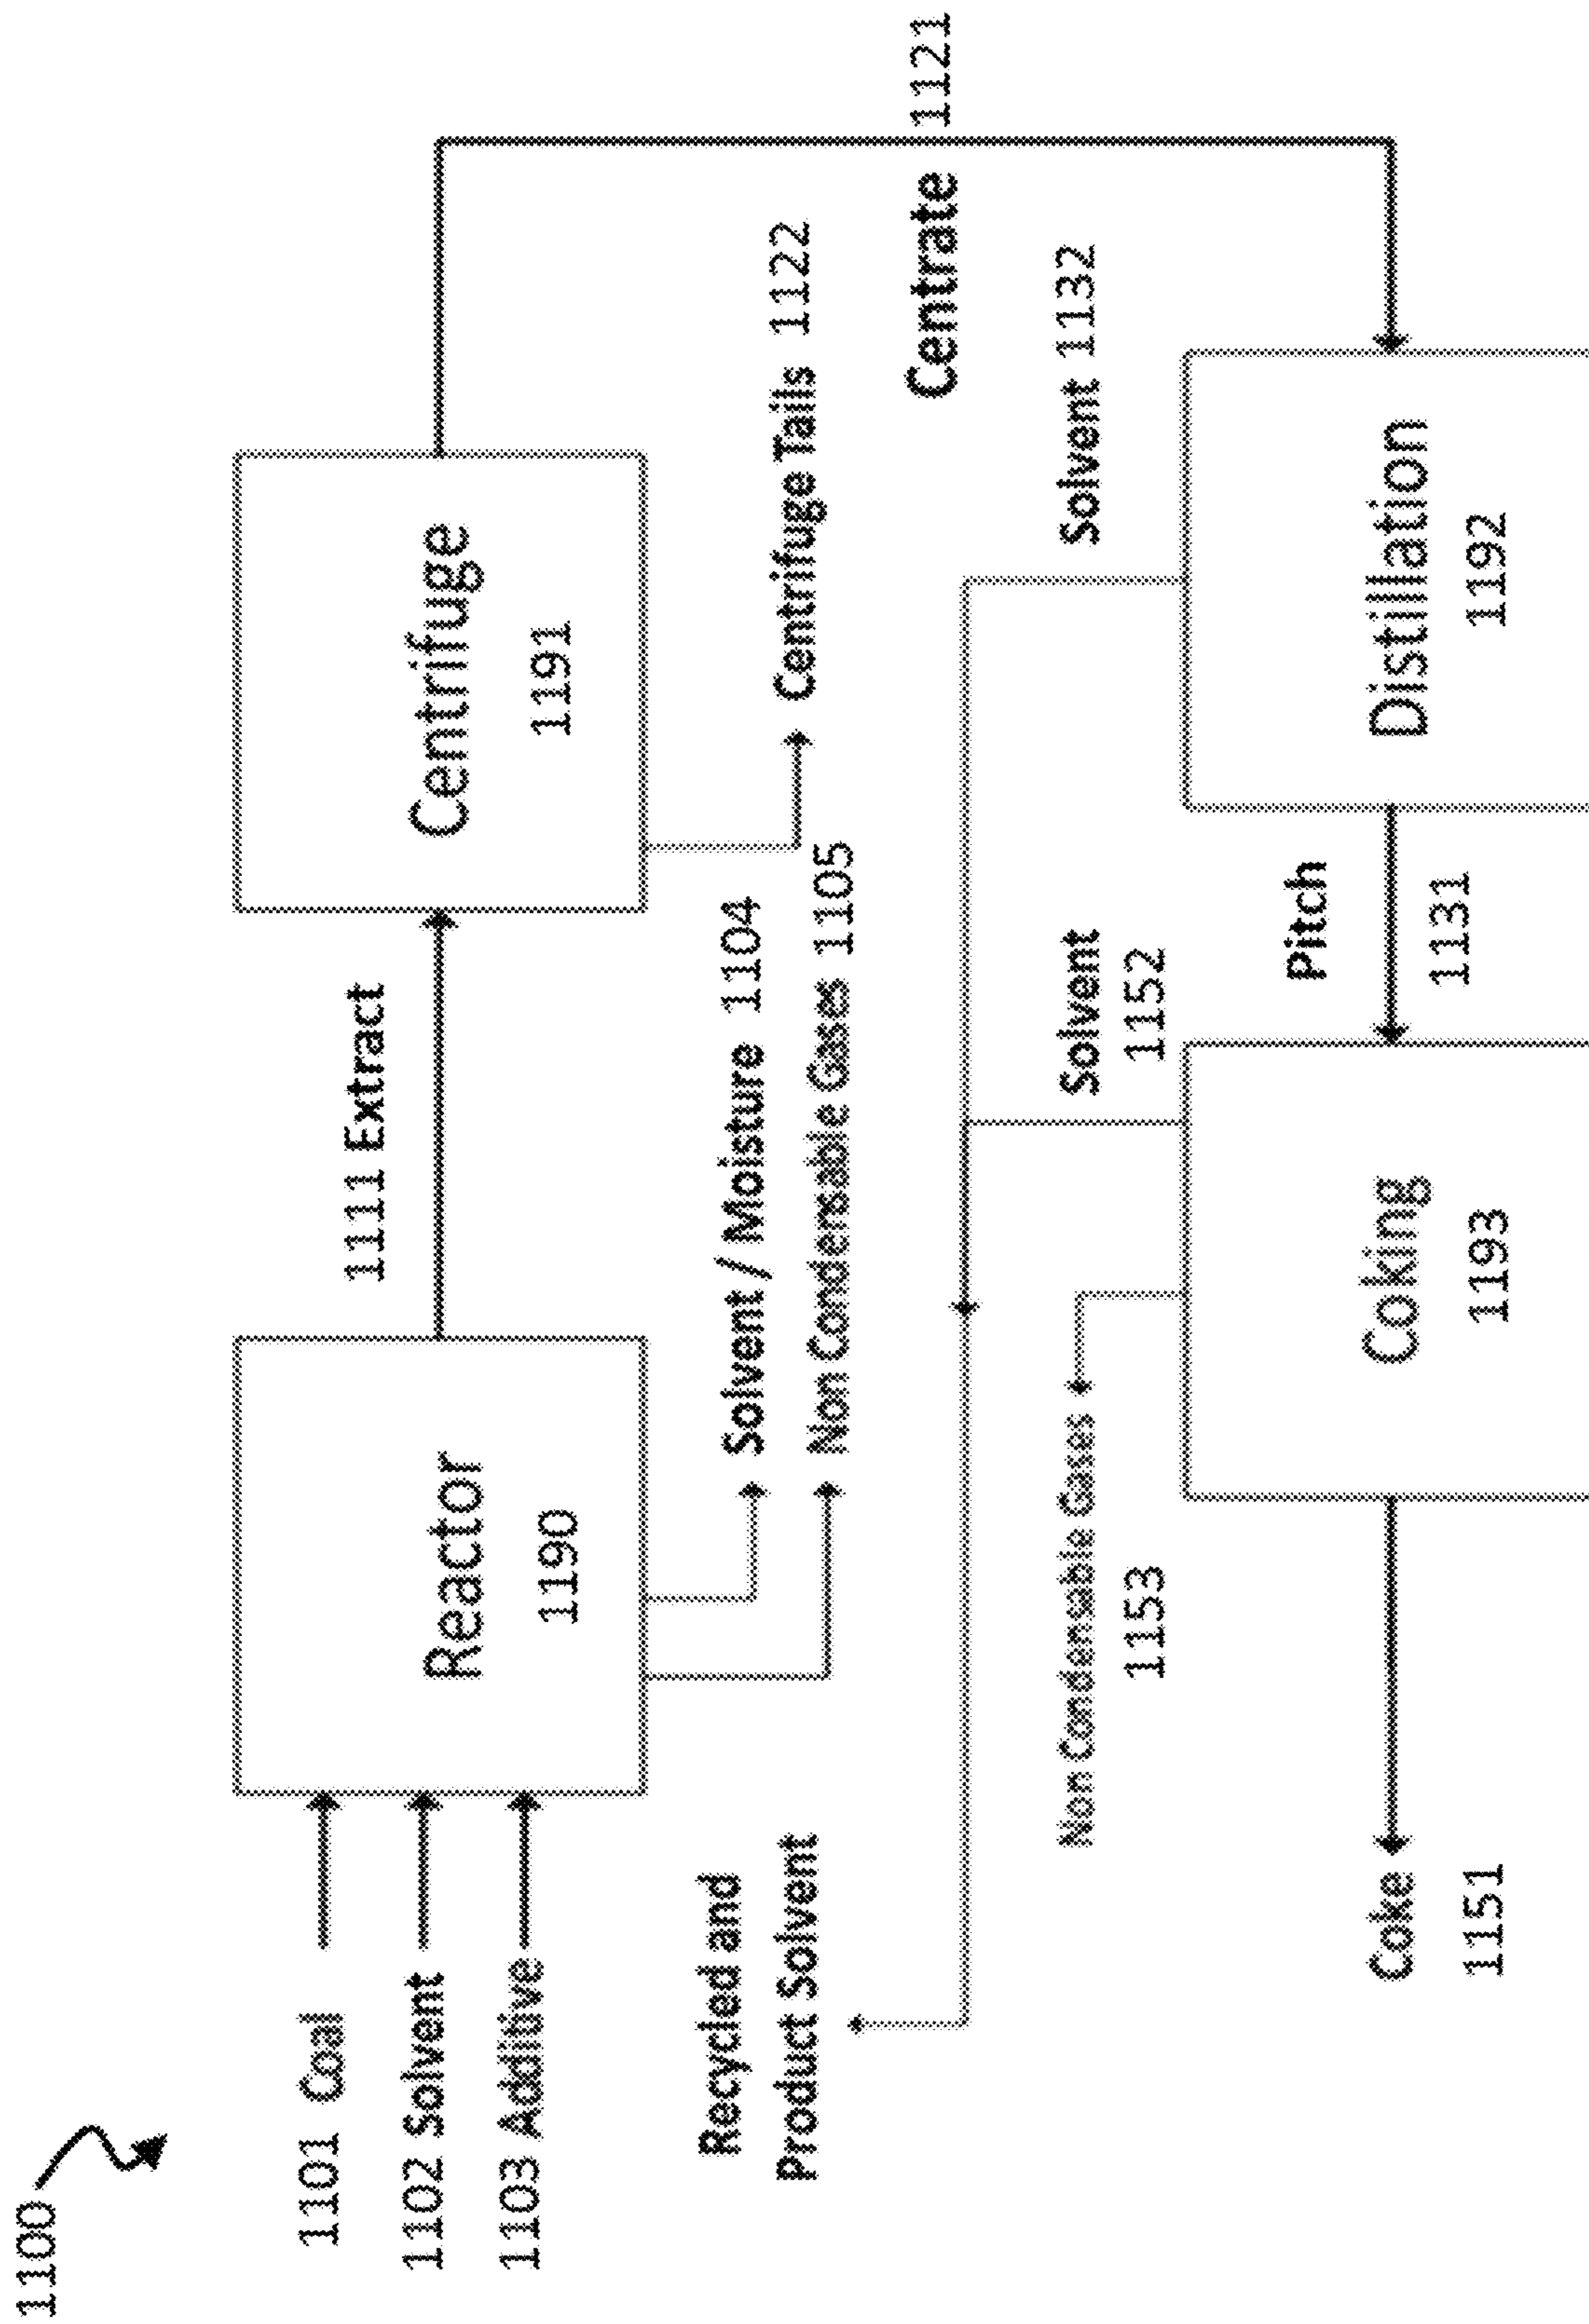 1100
1101 Coal
1102 Solvent
1103 Additive
Reactor
1190
1111 Extract
Centrifuge
1191
Solvent / Moisture 1104
Non Condensable Gases 1105
Centrifuge Tails 1122
Centrate 1121
Recycled and
Product Solvent
Non Condensable Gases
1153
Solvent
1152
Solvent 1132
Coke
1151
Coking
1193
Pitch
1131
Distillation
1192